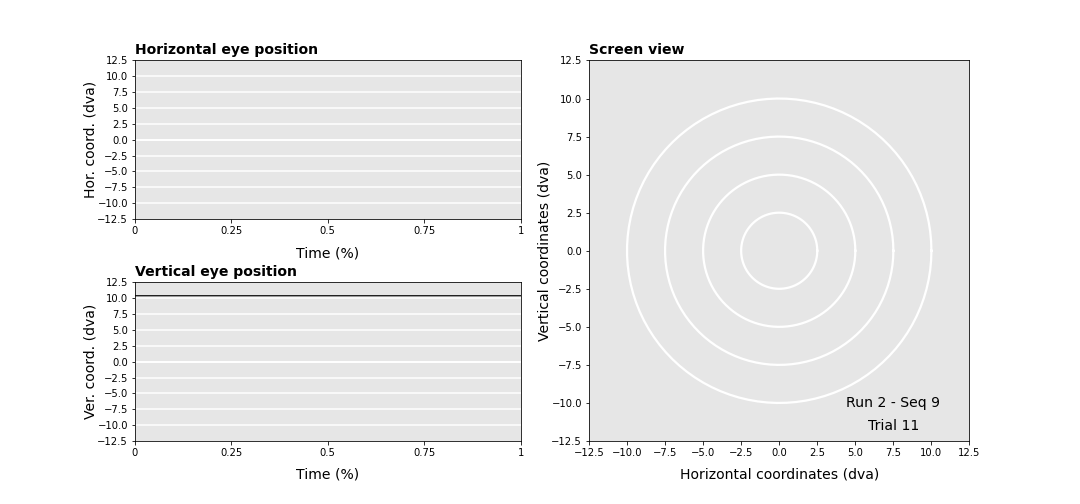 Horizontal eye position
Hor. coord. (dva)
12.5
10.0
7.5
5.0
2.5
0.0
−2.5
−5.0
−7.5
−10.0
−12.5
0 0.25 0.5 0.75 1
Time (%)
Vertical eye position
Ver. coord. (dva)
12.5
10.0
7.5
5.0
2.5
0.0
−2.5
−5.0
−7.5
−10.0
−12.5
0 0.25 0.5 0.75 1
Time (%)
Screen view
Vertical coordinates (dva)
12.5
10.0
7.5
5.0
2.5
0.0
−2.5
−5.0
−7.5
−10.0
−12.5
Run 2 - Seq 9
Trial 11
−12.5 −10.0 −7.5 −5.0 −2.5 0.0 2.5 5.0 7.5 10.0 12.5
Horizontal coordinates (dva)